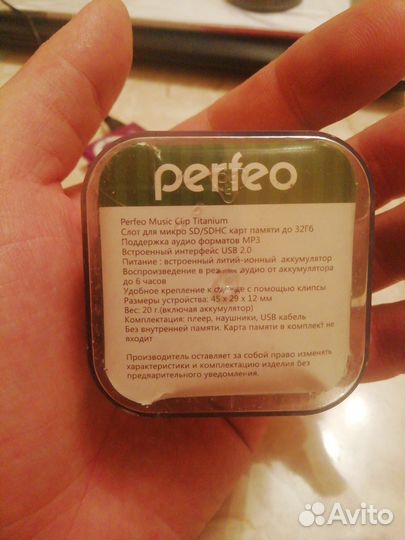 perfeo
Perfeo Music Clip Titanium
Слот для микро SD/SDHC карт памяти до 32Гб
Поддержка аудио форматов MP3
Встроенный интерфейс USB 2.0
Питание : встроенный литий-ионный аккумулятор
Воспроизведение в режиме аудио от аккумулятора
до 6 часов
Удобное крепление к одежде с помощью клипсы
Размеры устройства: 45 x 29 x 12 мм
Вес: 20 г.(включая аккумулятор)
Комплектация: плеер, наушники, USB кабель
Без внутренней памяти. Карта памяти в комплект не
входит
Производитель оставляет за собой право изменять
характеристики и комплектацию изделия без
предварительного уведомления.
Avito